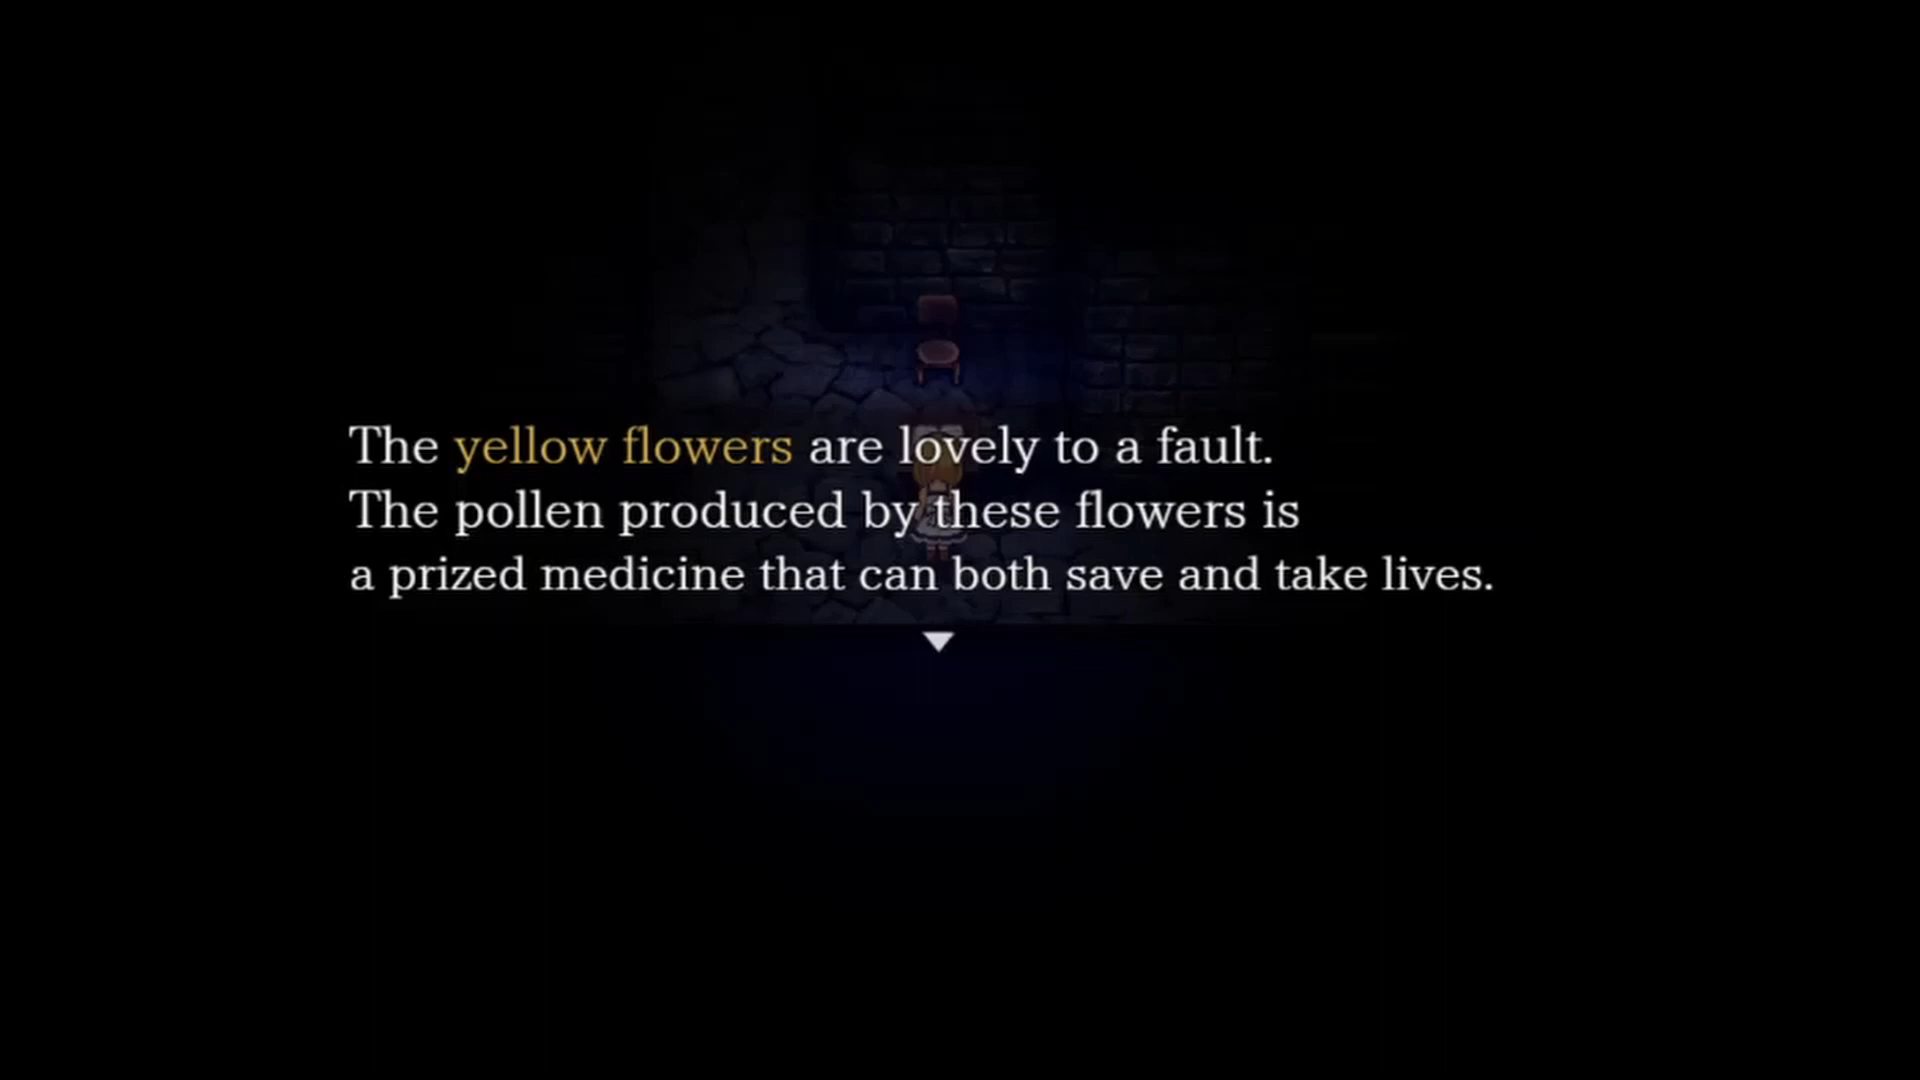 The yellow flowers are lovely to a fault.
The pollen produced by these flowers is
a prized medicine that can both save and take lives.